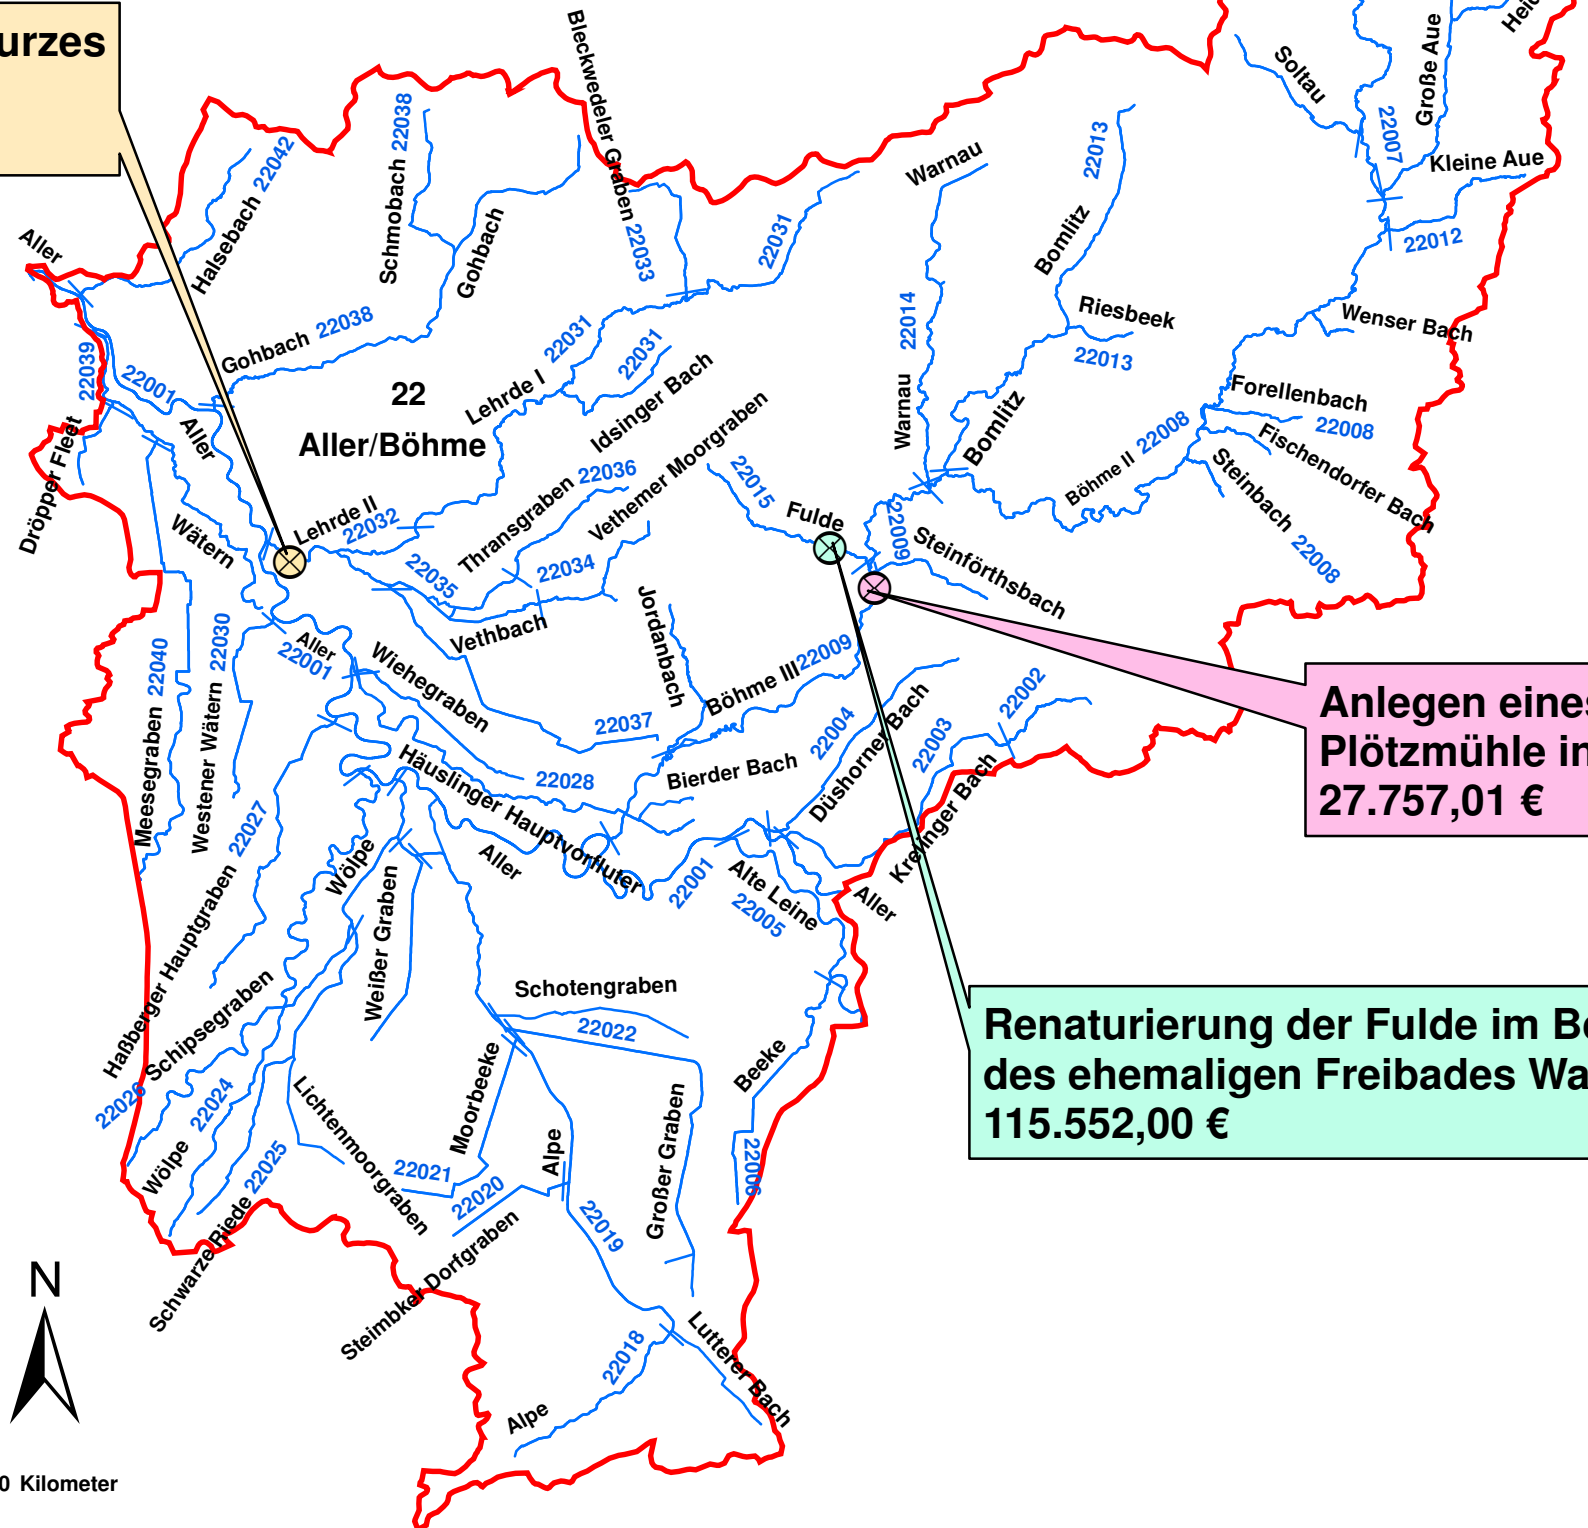 urzes
Bleckwedeler Graben 22033
Soltau
Große Aue
22007
Kleine Aue
22012
Aller
Halsebach 22042
Schmobach 22038
Gohbach
22031
Warnau
22013
Bomlitz
Riesbeek
22013
Wenser Bach
Gohbach 22038
22039
22001
Aller
22
Aller/Böhme
Lehrde I 22031
22031
Idsinger Bach
22014
Warnau
Bomlitz
Forellenbach
22008
Böhme II 22008
Fischendorfer Bach
Steinbach 22008
Dröpper Fleet
Wätern
Lehrde II
22032
Thransgraben 22036
Vethemer Moorgraben
22015
Fulde
22009
Steinförthsbach
22035
22034
Vethbach
Jordanbach
Meesegraben 22040
Westener Wätern 22030
Aller
22001
Wiehegraben
22037
Böhme III 22009
22004
Düshorner Bach
22003
22002
Krelinger Bach
Anlegen eines
Plötzmühle in
27.757,01 €
22028
Bierder Bach
Häuslinger Hauptvorfluter
22027
Haßberger Hauptgraben
Wölpe
Weißer Graben
Aller
22001
Alte Leine
22005
Aller
Schipsegraben
22026
Schotengraben
22022
Renaturierung der Fulde im Be
des ehemaligen Freibades Wa
115.552,00 €
Beeke
22006
Wölpe 22024
Schwarze Riede 22025
Lichtenmoorgraben
Moorbeeke
22021
22020
Steimbker Dorfgraben
Alpe
22019
Großer Graben
N
Lutterer Bach
22018
Alpe
0 Kilometer